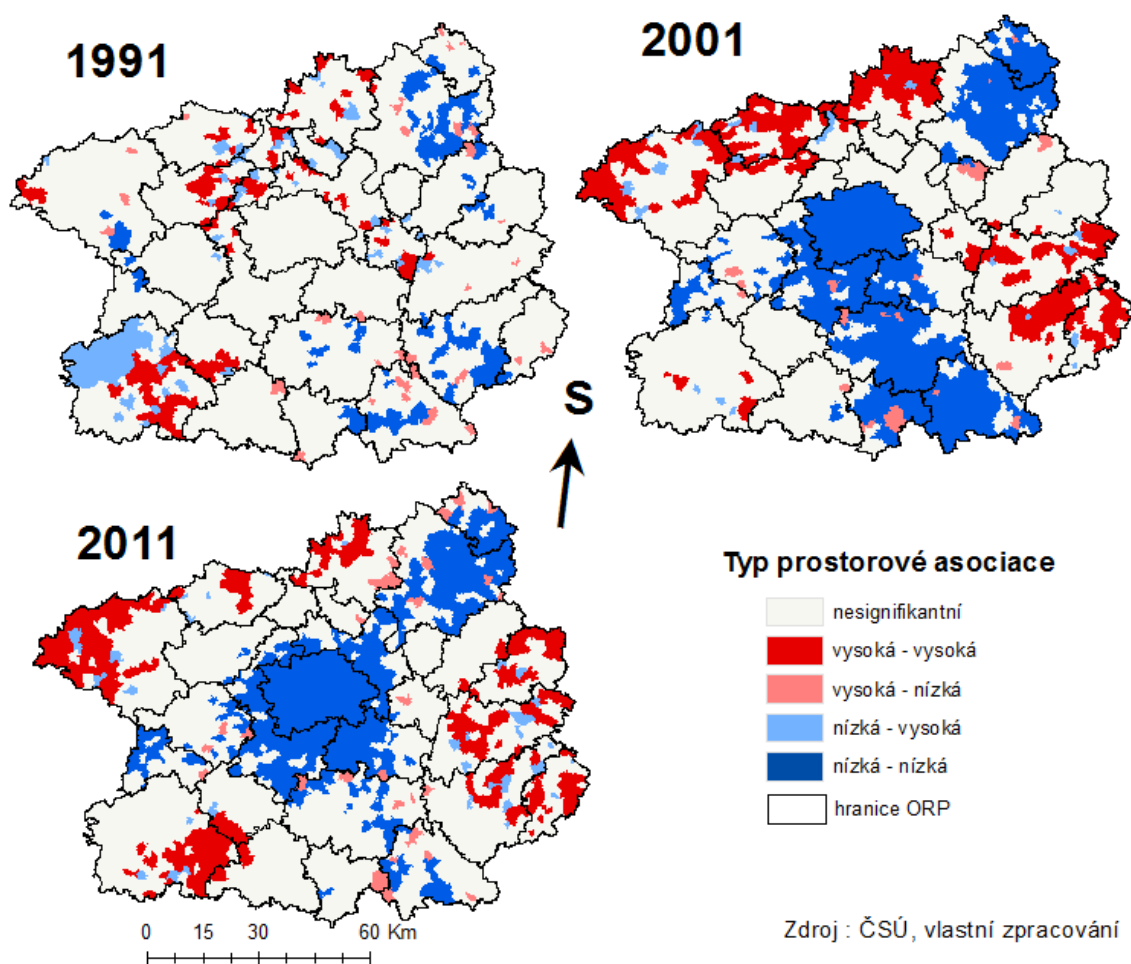 1991
2001
S
2011
Typ prostorové asociace
nesignifikantní
vysoká - vysoká
vysoká - nízká
nízká - vysoká
nízká - nízká
hranice ORP
0 15 30 60 Km
Zdroj : ČSÚ, vlastní zpracování